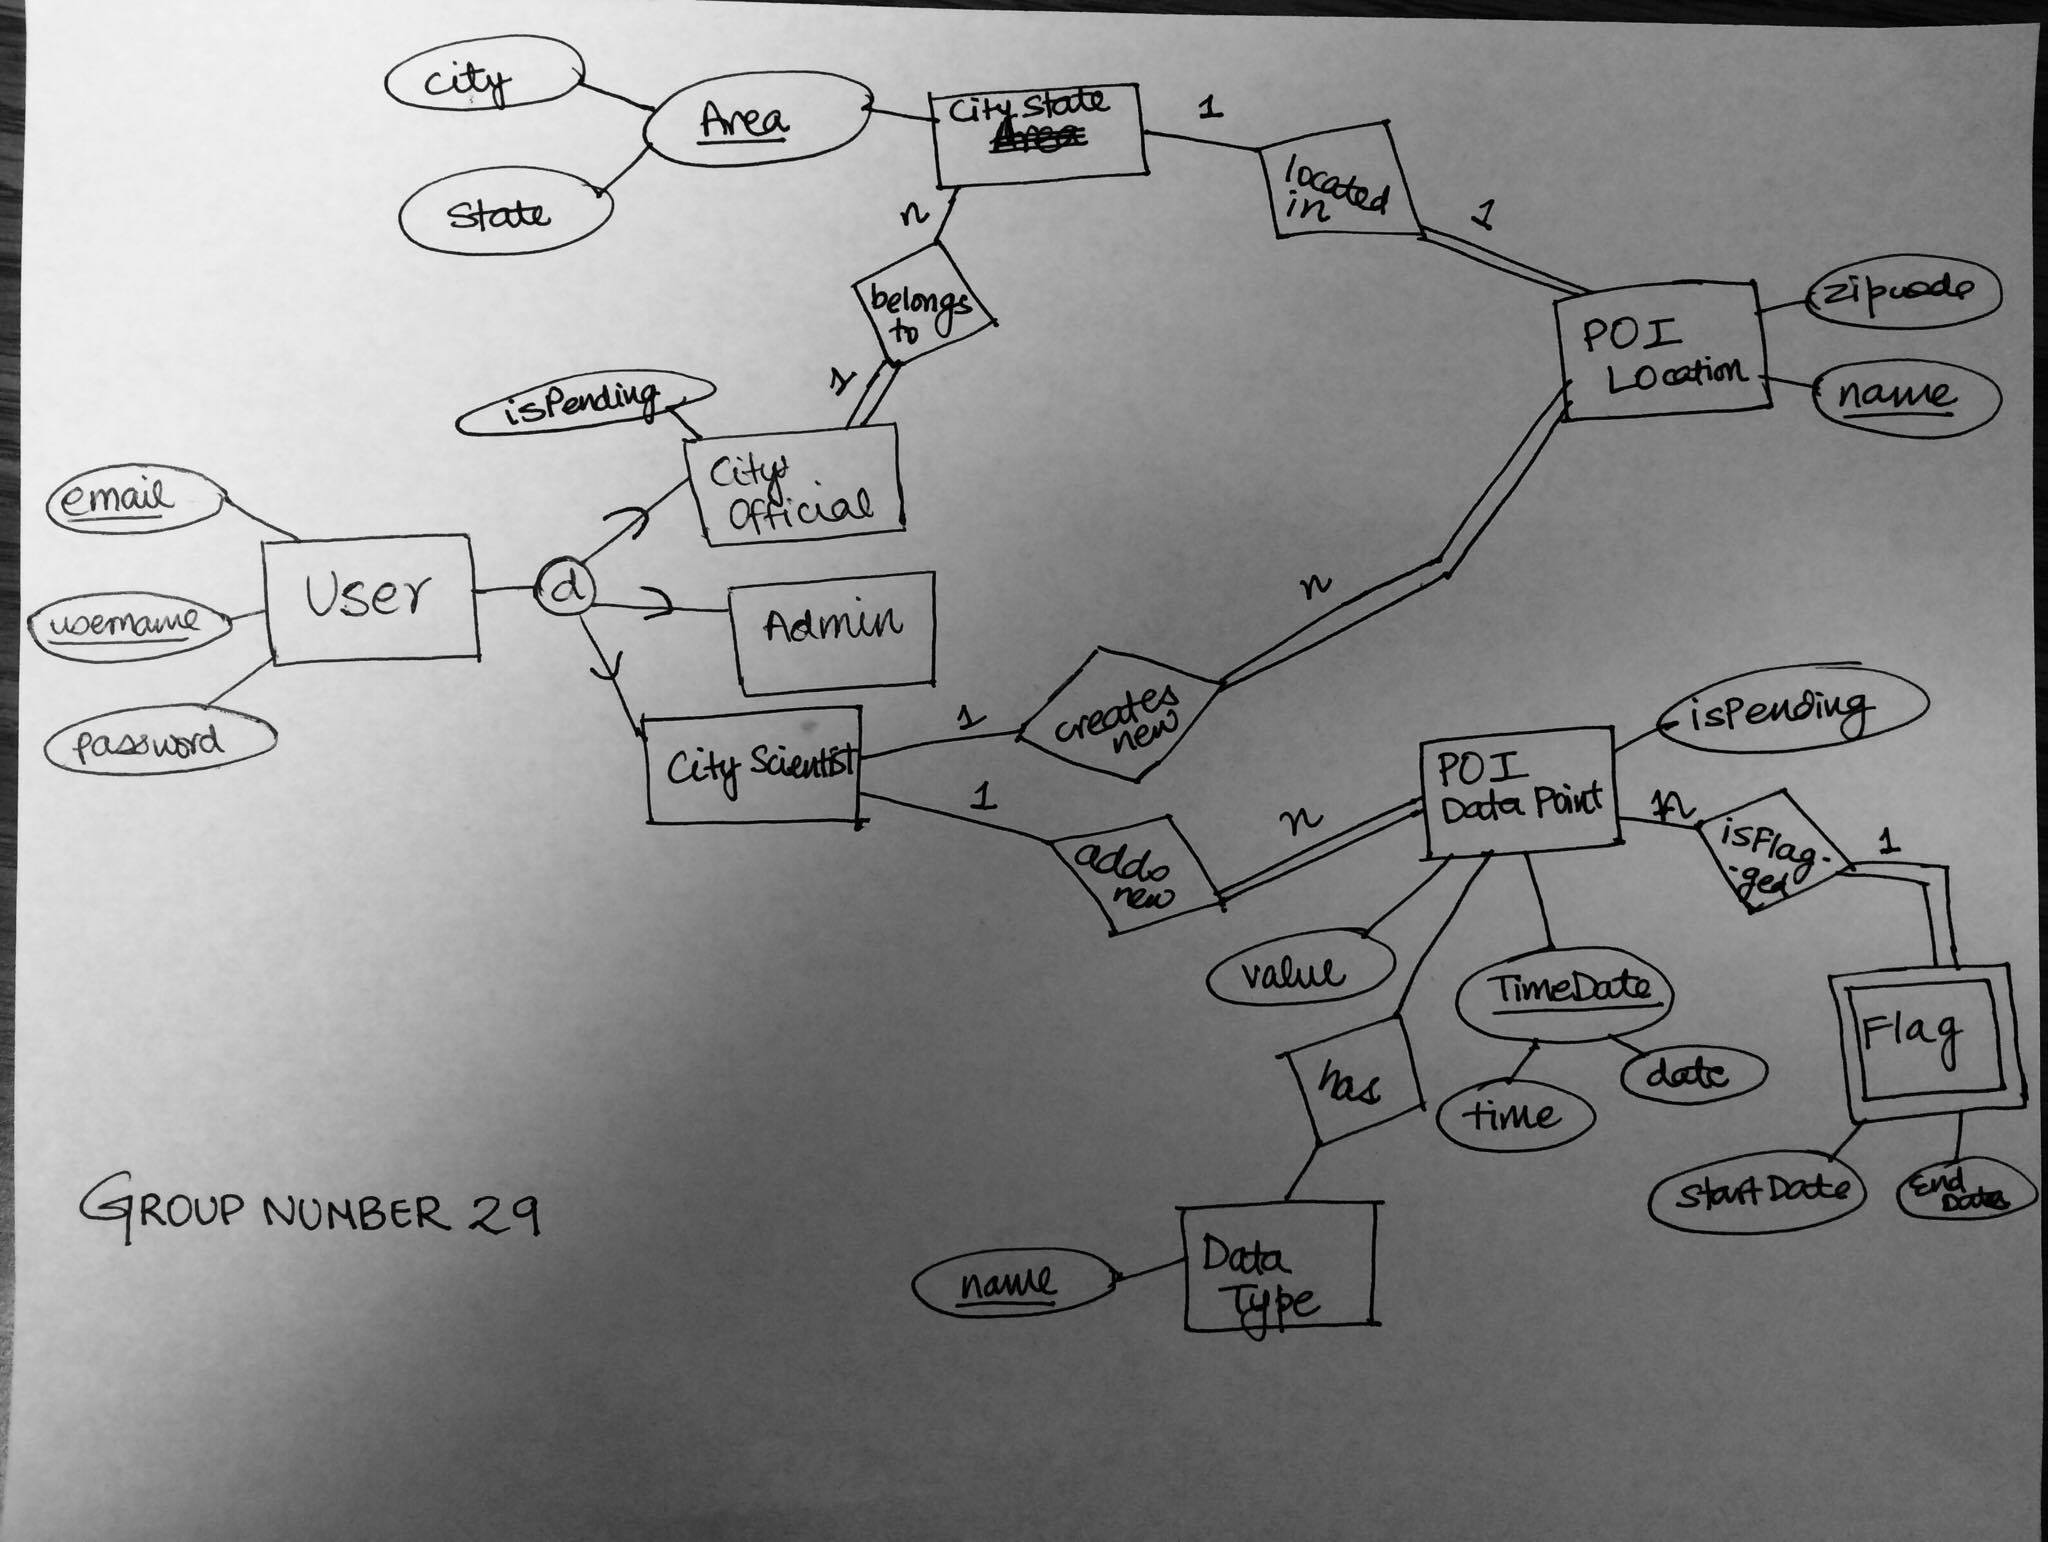 city
Area
State
City State
1
located
in
1
n
belongs
to
1
zipcode
POI
Location
name
isPending
City
Official
email
User
username
password
d
Admin
City Scientist
1
creates
new
n
1
adds
new
n
POI
Data Point
isPending
n
isFlag-
-ged
1
value
TimeDate
time
date
Flag
StartDate
End
Date
has
name
Data
Type
GROUP NUMBER 29